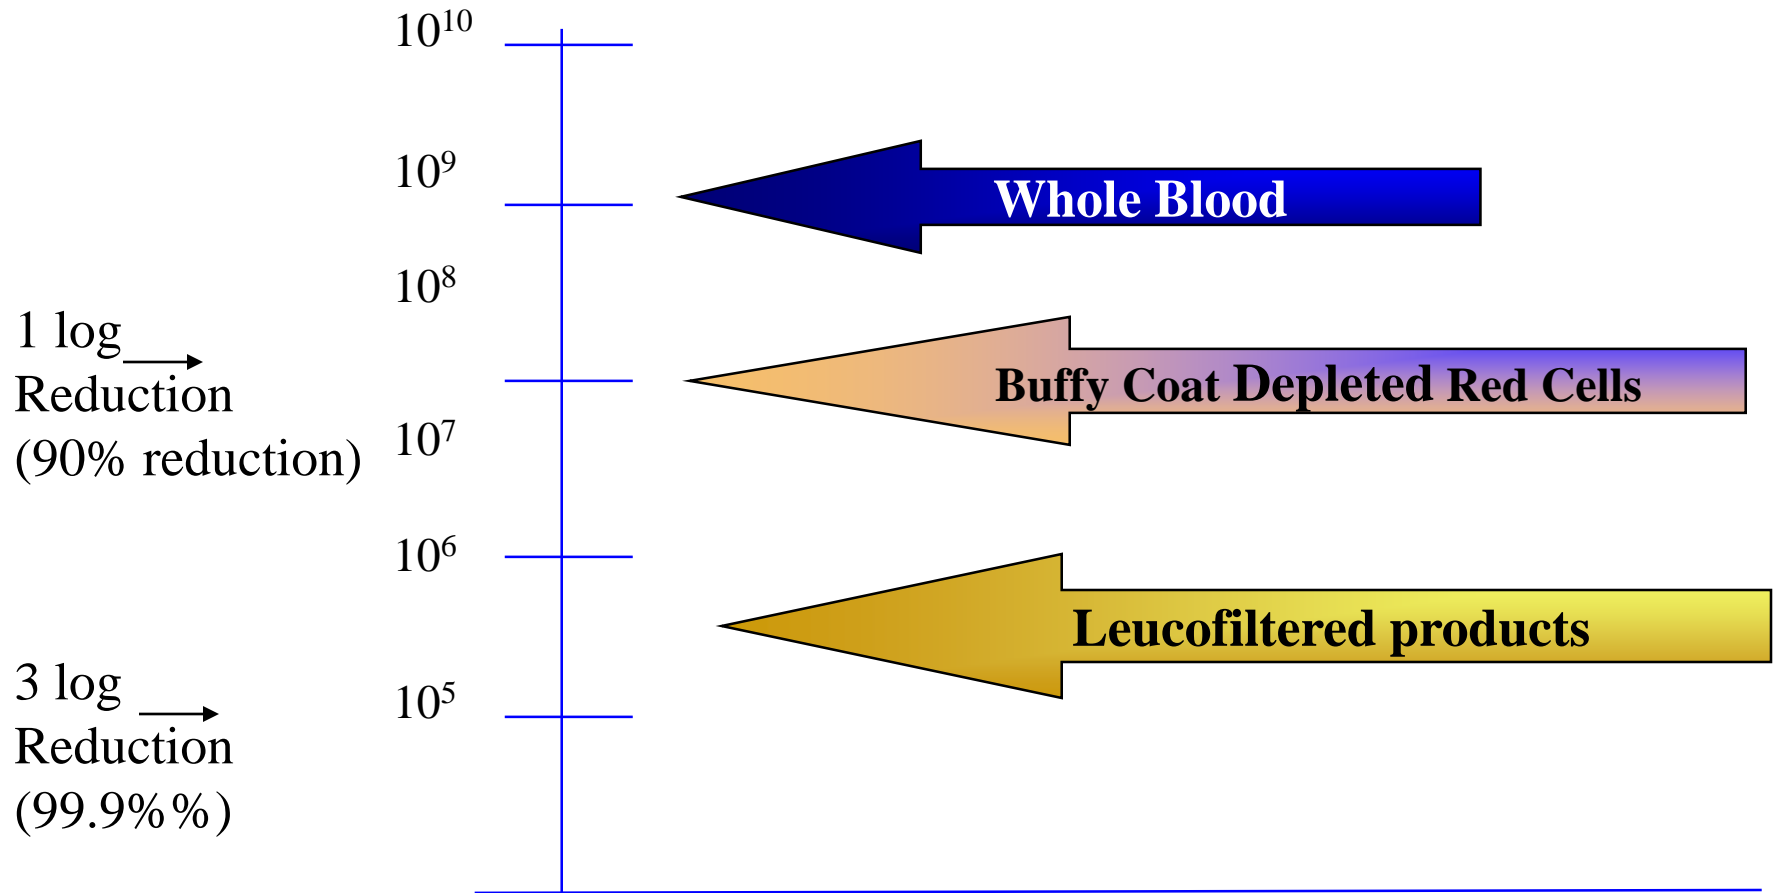 10¹⁰
10⁹
Whole Blood
10⁸
1 log
Reduction
(90% reduction)
Buffy Coat Depleted Red Cells
10⁷
10⁶
Leucofiltered products
3 log
Reduction
(99.9%%)
10⁵